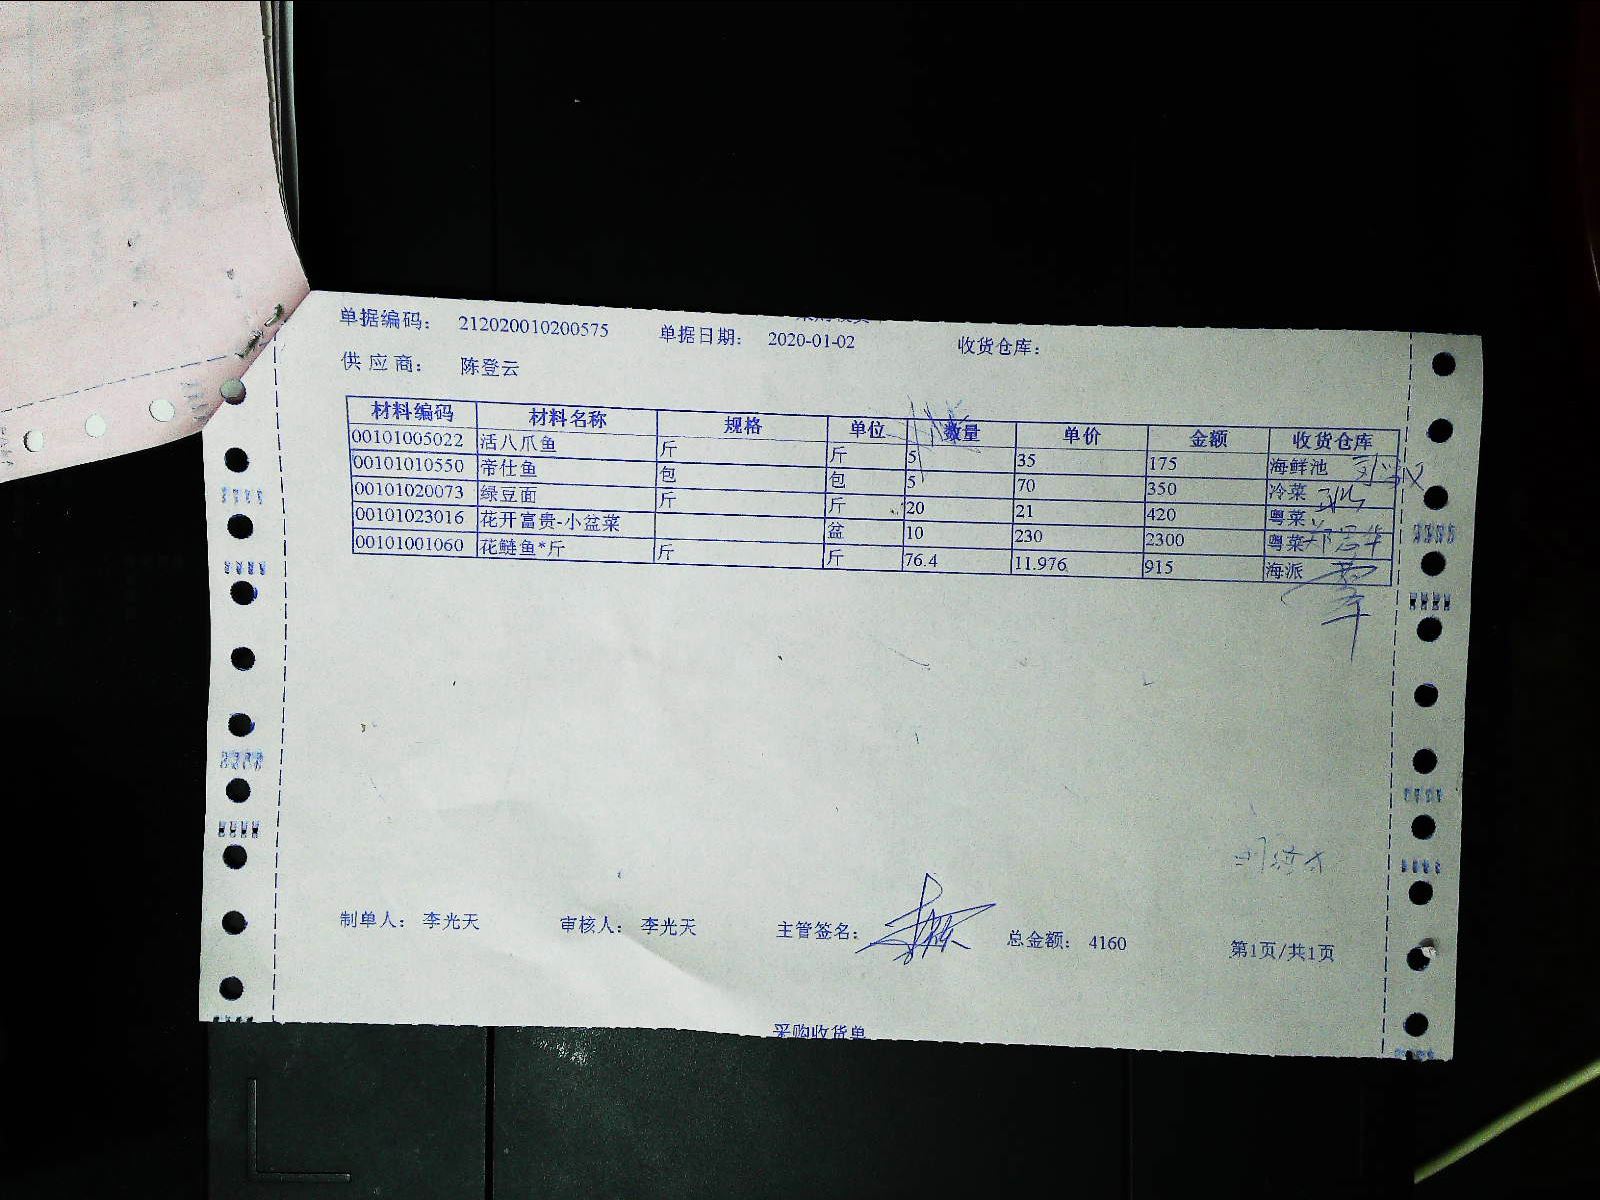 单据编码： 212020010200575 单据日期： 2020-01-02 收货仓库：
供应商： 陈登云
材料编码 材料名称 规格 单位 数量 单价 金额 收货仓库
00101005022 活八爪鱼 斤 斤 5 35 175 海鲜池
00101010550 帝仕鱼 包 包 5 70 350 冷菜
00101020073 绿豆面 斤 斤 20 21 420 粤菜
00101023016 花开富贵-小盆菜 盆 10 230 2300 粤菜
00101001060 花鲢鱼*斤 斤 斤 76.4 11.976 915 海派
制单人： 李光天 审核人： 李光天 主管签名： 总金额： 4160 第1页/共1页
采购收货单